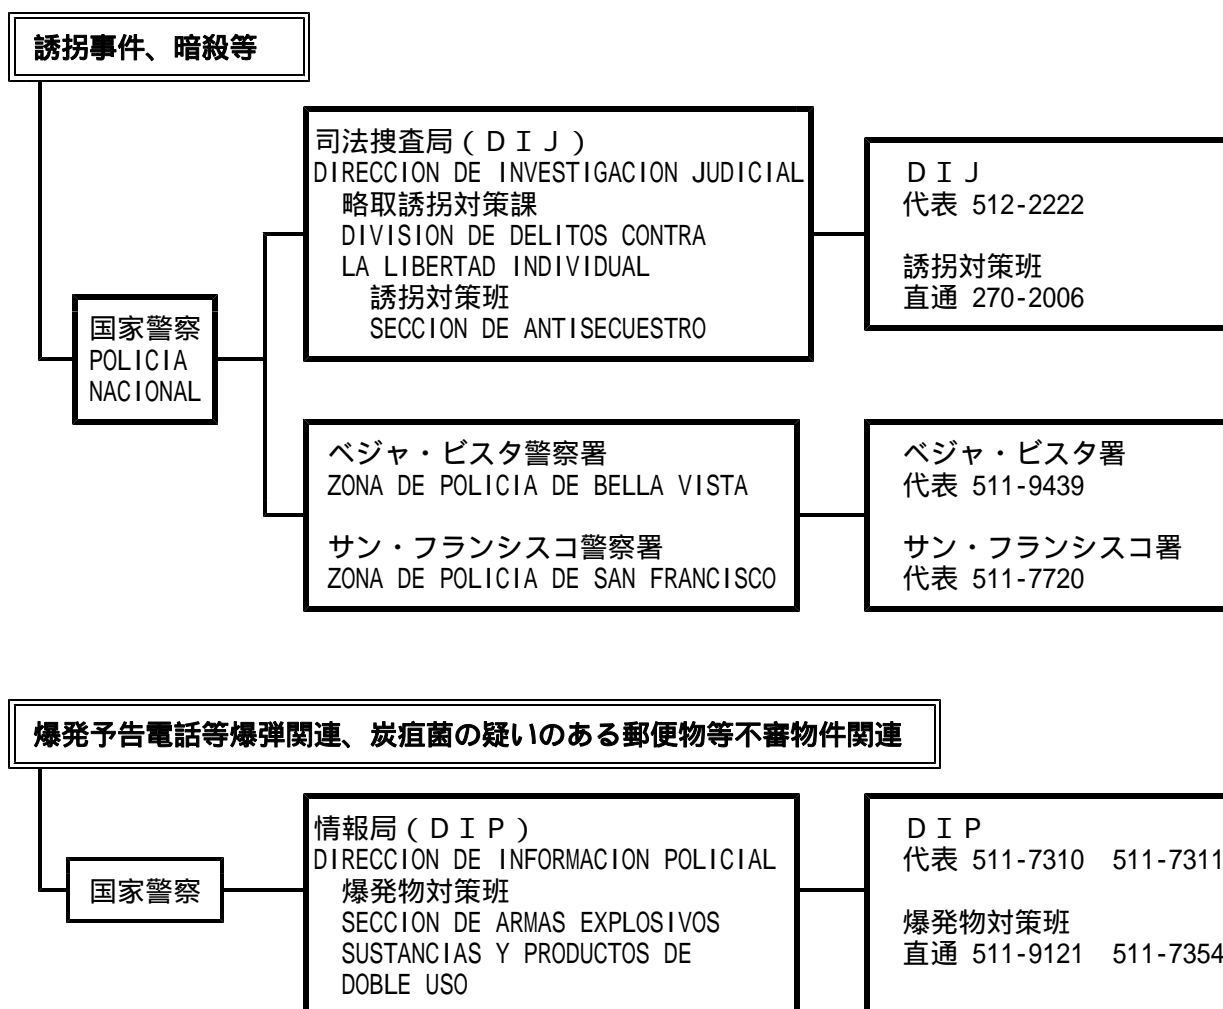 誘拐事件、暗殺等
国家警察
POLICIA
NACIONAL
司法捜査局（ＤＩＪ）
DIRECCION DE INVESTIGACION JUDICIAL
略取誘拐対策課
DIVISION DE DELITOS CONTRA
LA LIBERTAD INDIVIDUAL
誘拐対策班
SECCION DE ANTISECUESTRO
ＤＩＪ
代表 512-2222
誘拐対策班
直通 270-2006
ベジャ・ビスタ警察署
ZONA DE POLICIA DE BELLA VISTA
サン・フランシスコ警察署
ZONA DE POLICIA DE SAN FRANCISCO
ベジャ・ビスタ署
代表 511-9439
サン・フランシスコ署
代表 511-7720
爆発予告電話等爆弾関連、炭疽菌の疑いのある郵便物等不審物件関連
国家警察
情報局（ＤＩＰ）
DIRECCION DE INFORMACION POLICIAL
爆発物対策班
SECCION DE ARMAS EXPLOSIVOS
SUSTANCIAS Y PRODUCTOS DE
DOBLE USO
ＤＩＰ
代表 511-7310　511-7311
爆発物対策班
直通 511-9121　511-7354